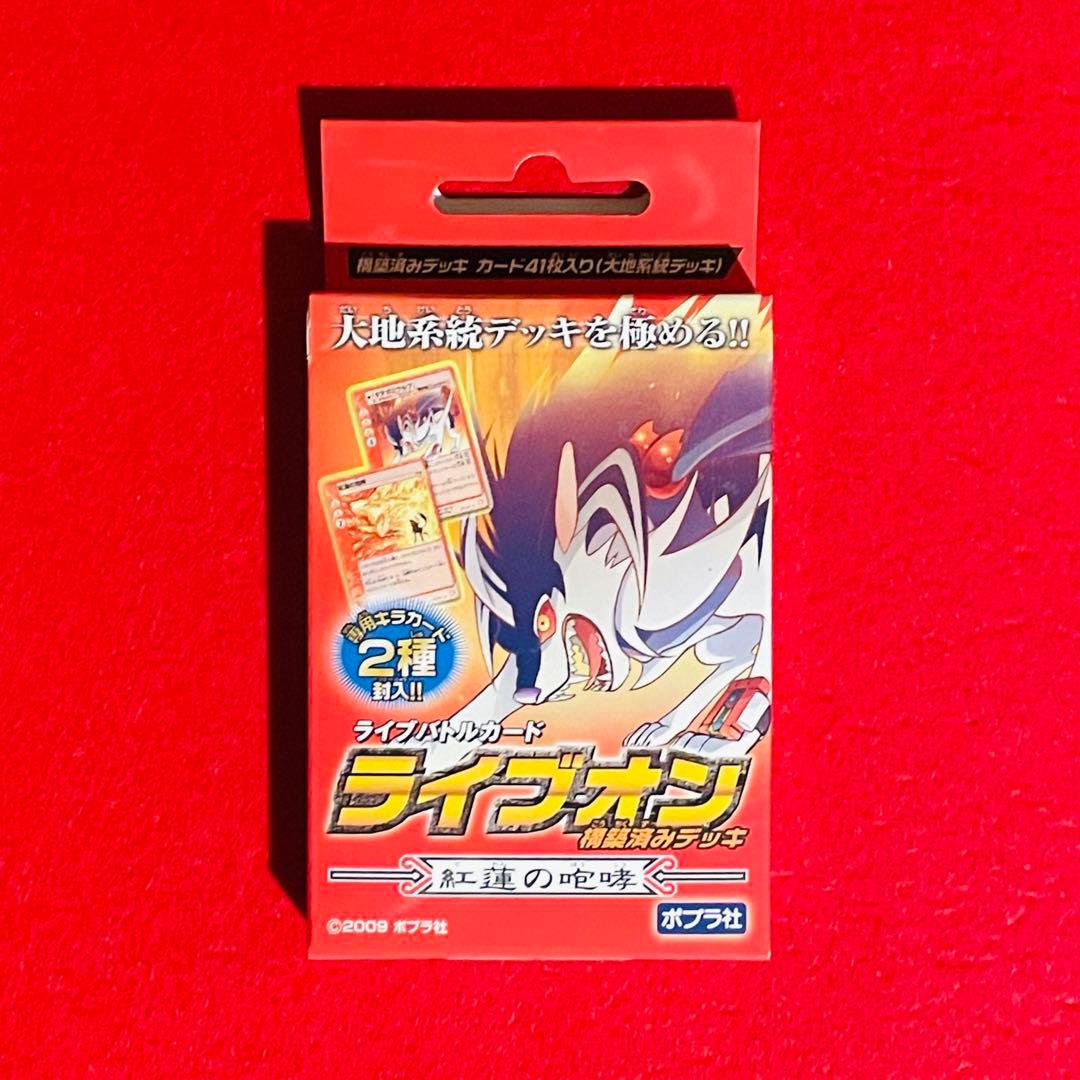 構築済みデッキ カード41枚入り(大地系統デッキ)
大地系統デッキを極める!!
専用キラカード
2種
封入!!
ライブバトルカード
ライブオン
構築済みデッキ
紅蓮の咆哮
©2009 ポプラ社
ポプラ社